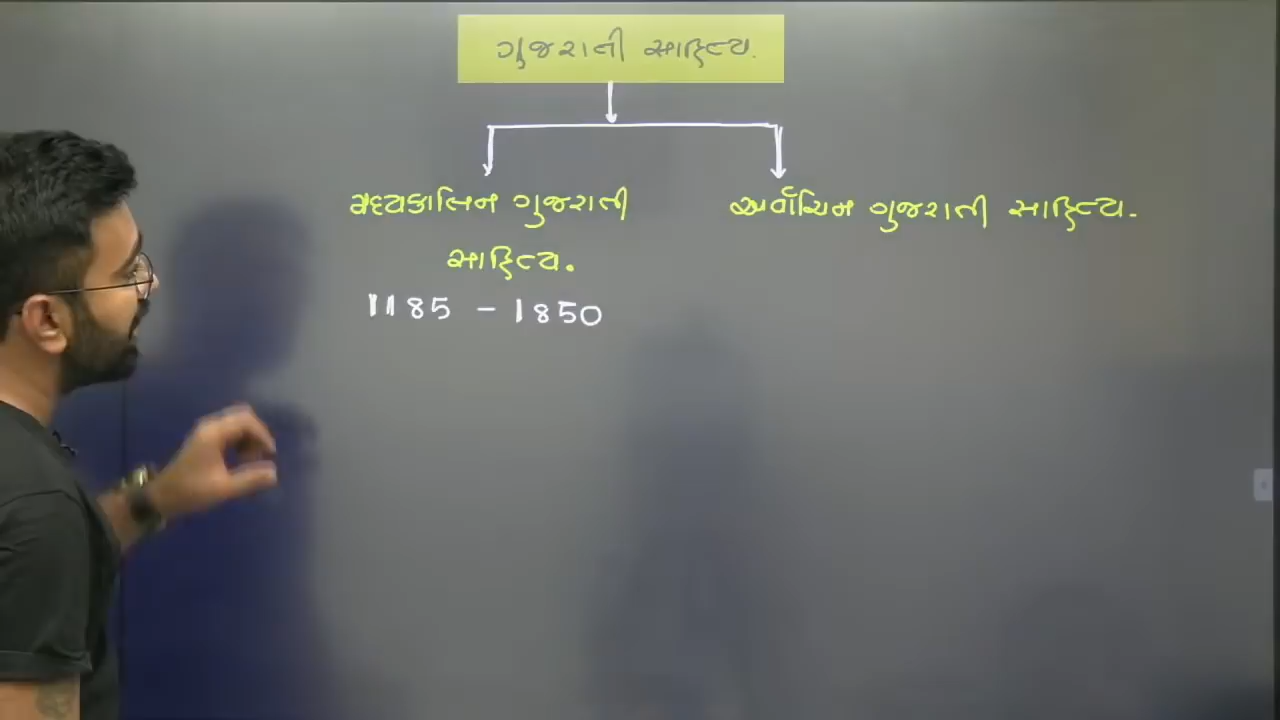 ગુજરાતી સાહિત્ય.
મધ્યકાલિન ગુજરાતી
સાહિત્ય.
1185 - 1850
અર્વાચિન ગુજરાતી સાહિત્ય.